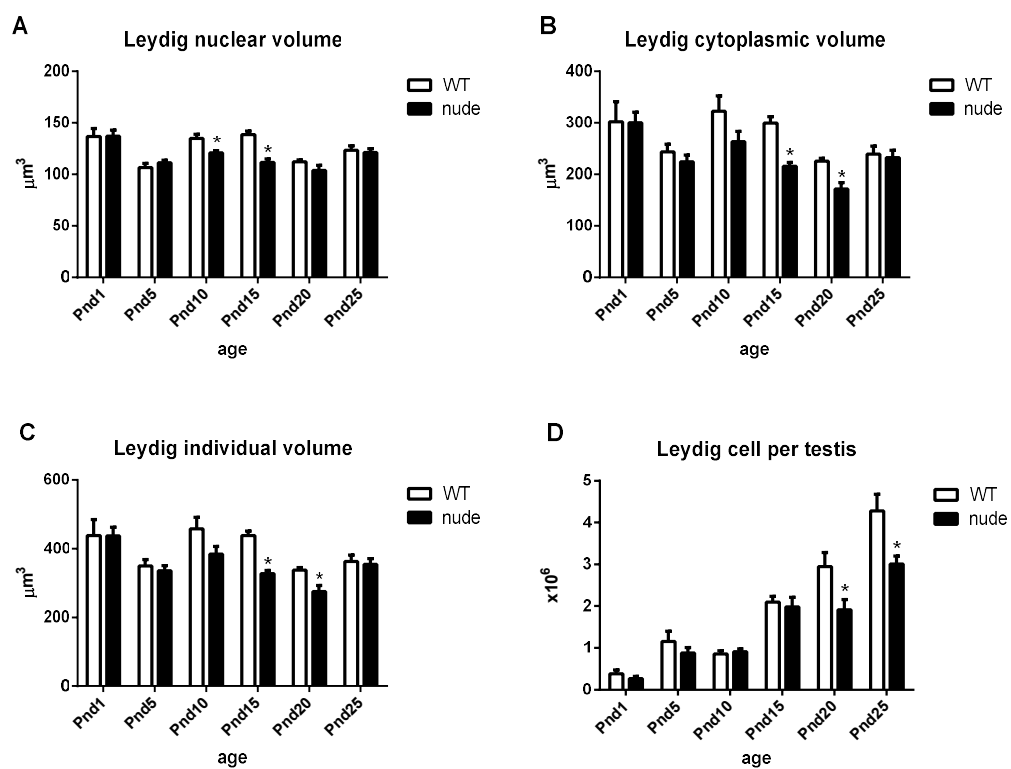 A
Leydig nuclear volume
200
150
100
50
0
μm³
WT
nude
*
*
Pnd1
Pnd5
Pnd10
Pnd15
Pnd20
Pnd25
age
B
Leydig cytoplasmic volume
400
300
200
100
0
μm³
WT
nude
*
*
Pnd1
Pnd5
Pnd10
Pnd15
Pnd20
Pnd25
age
C
Leydig individual volume
600
400
200
0
μm³
WT
nude
*
*
Pnd1
Pnd5
Pnd10
Pnd15
Pnd20
Pnd25
age
D
Leydig cell per testis
5
4
3
2
1
0
x10⁶
WT
nude
*
*
Pnd1
Pnd5
Pnd10
Pnd15
Pnd20
Pnd25
age